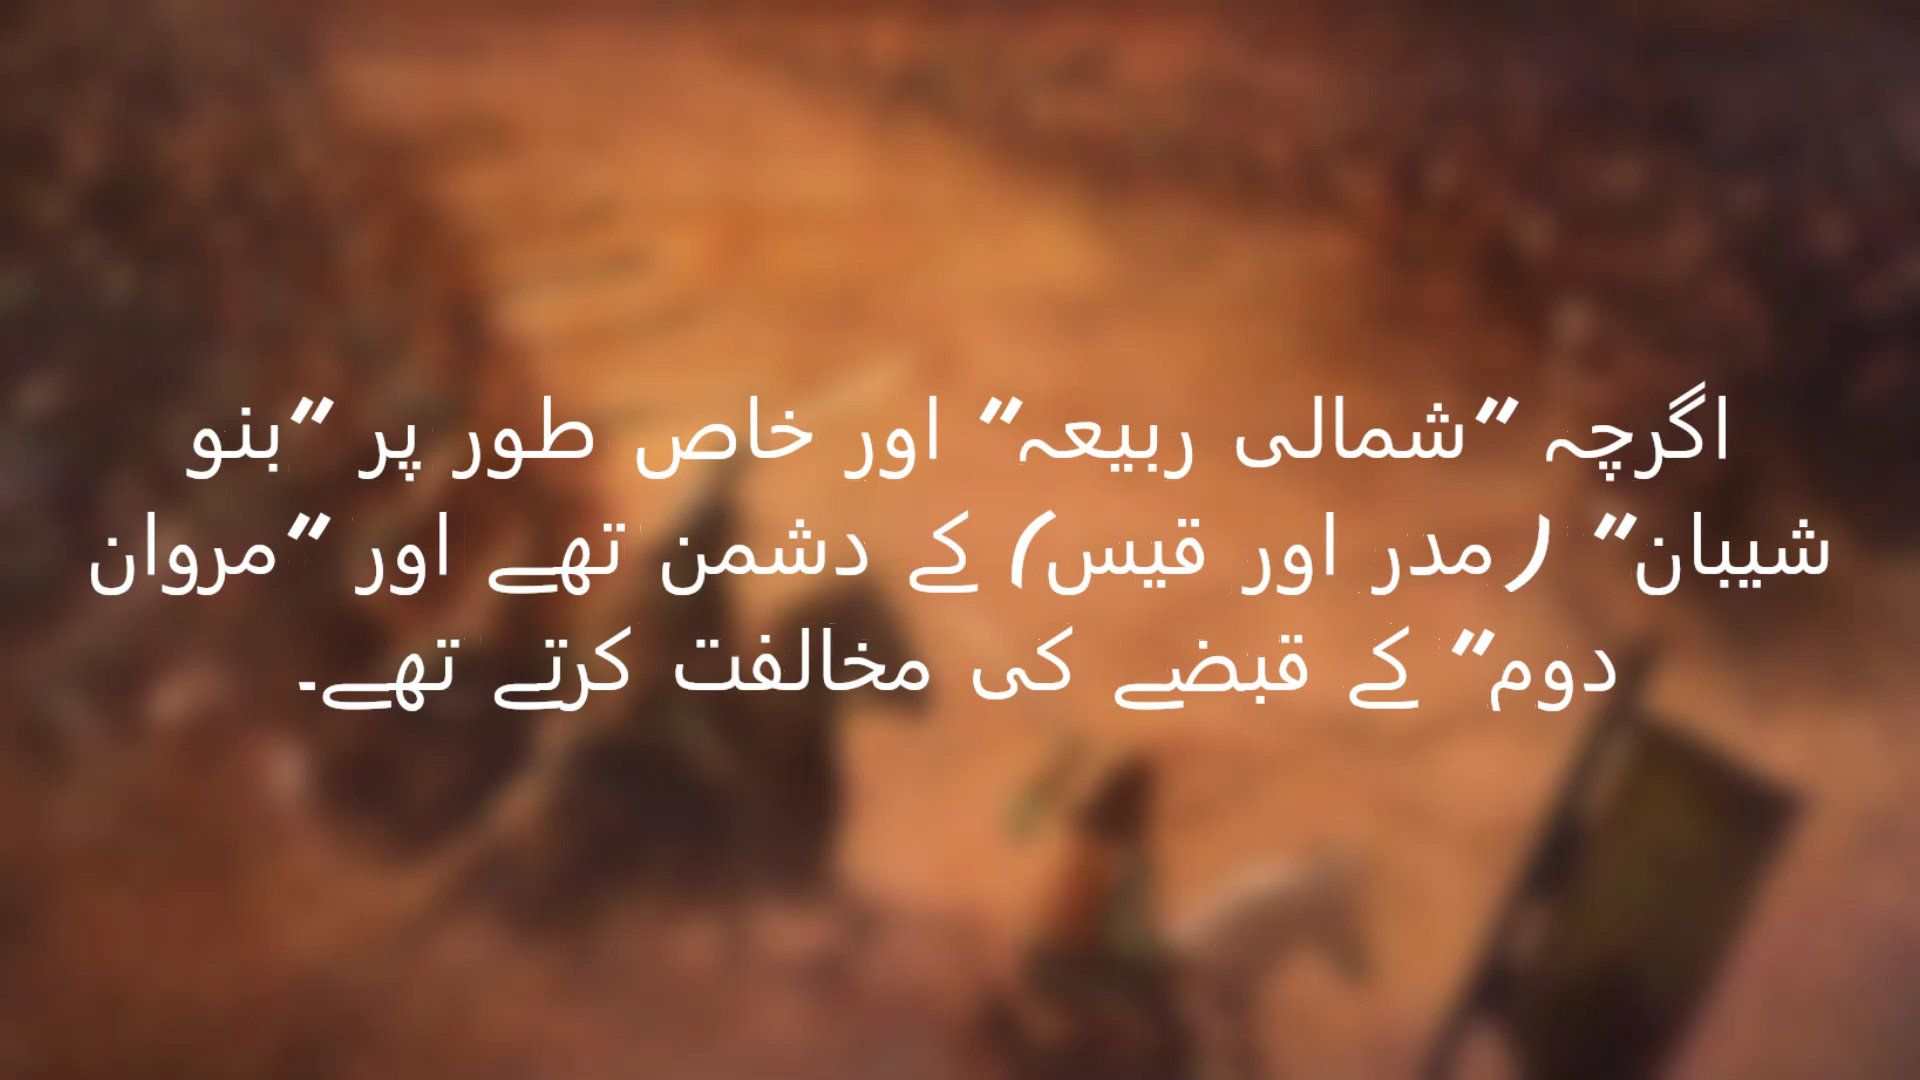 اگرچہ "شمالی ربیعہ" اور خاص طور پر "بنو
شیبان" (مدر اور قیس) کے دشمن تھے اور "مروان
دوم" کے قبضے کی مخالفت کرتے تھے۔